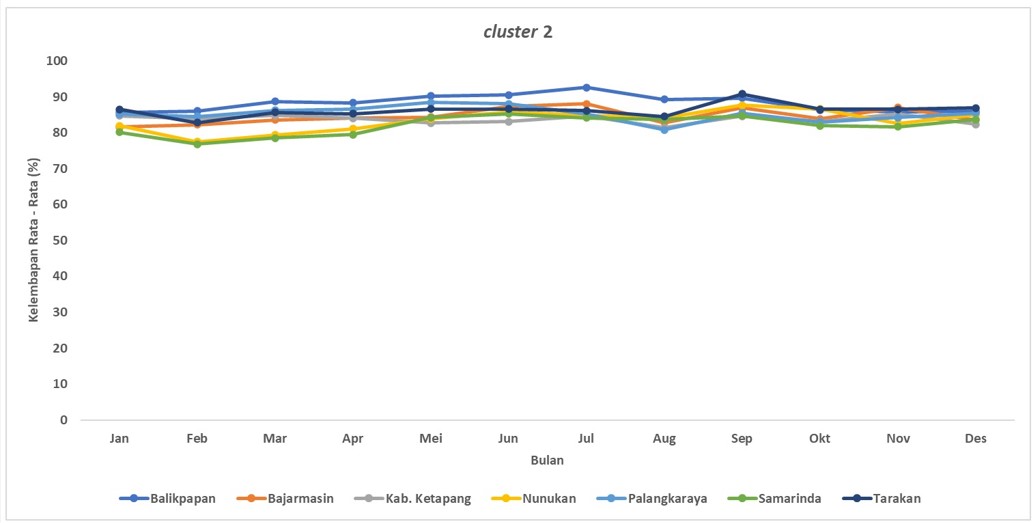 cluster 2
100
90
80
70
60
50
40
30
20
10
0
Kelembapan Rata - Rata (%)
Jan Feb Mar Apr Mei Jun Jul Aug Sep Okt Nov Des
Bulan
Balikpapan Bajarmasin Kab. Ketapang Nunukan Palangkaraya Samarinda Tarakan